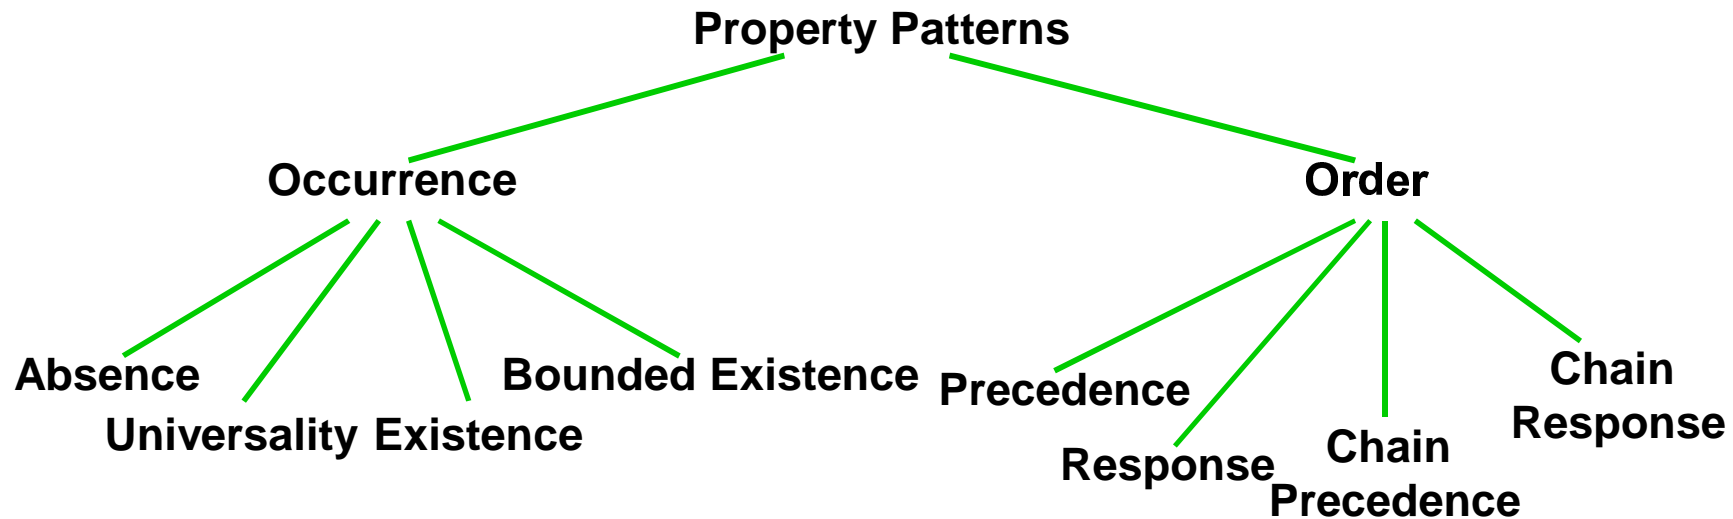 Property Patterns
Occurrence
Order
Absence
Bounded Existence
Universality
Existence
Precedence
Response
Chain
Precedence
Chain
Response